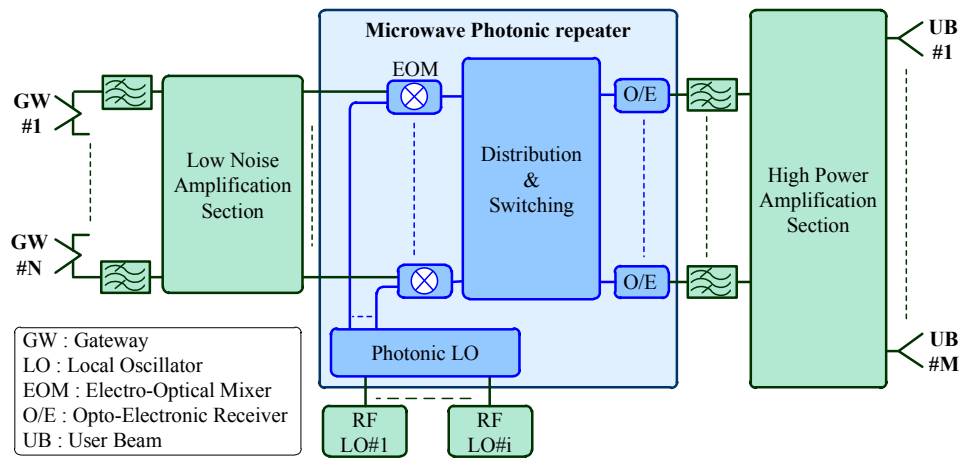 Microwave Photonic repeater
EOM
GW
#1
Low Noise
Amplification
Section
Distribution
&
Switching
O/E
High Power
Amplification
Section
UB
#1
GW
#N
O/E
UB
#M
Photonic LO
RF
LO#1
RF
LO#i
GW : Gateway
LO : Local Oscillator
EOM : Electro-Optical Mixer
O/E : Opto-Electronic Receiver
UB : User Beam